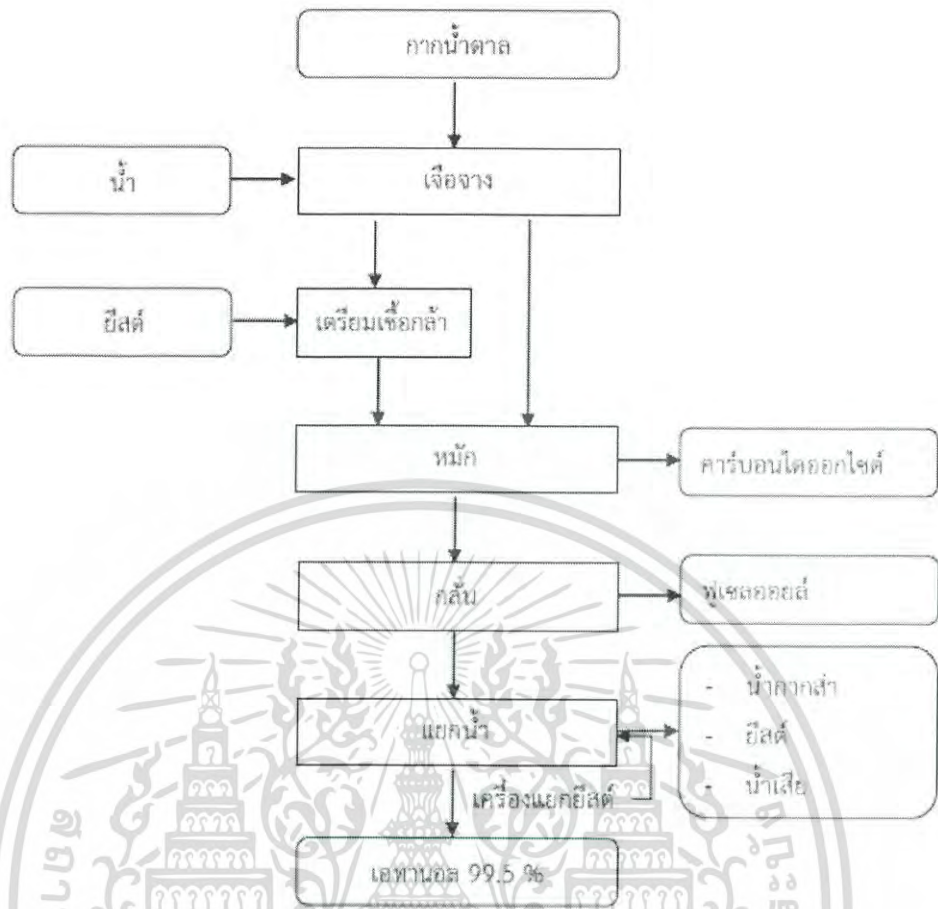 กากน้ำตาล
น้ำ
เจือจาง
ยีสต์
เตรียมเชื้อกล้า
หมัก
คาร์บอนไดออกไซด์
กลั่น
ฟูเซลออยล์
แยกน้ำ
- น้ำกากส่า
- ยีสต์
- น้ำเสีย
เครื่องแยกยีสต์
เอทานอล 99.5 %